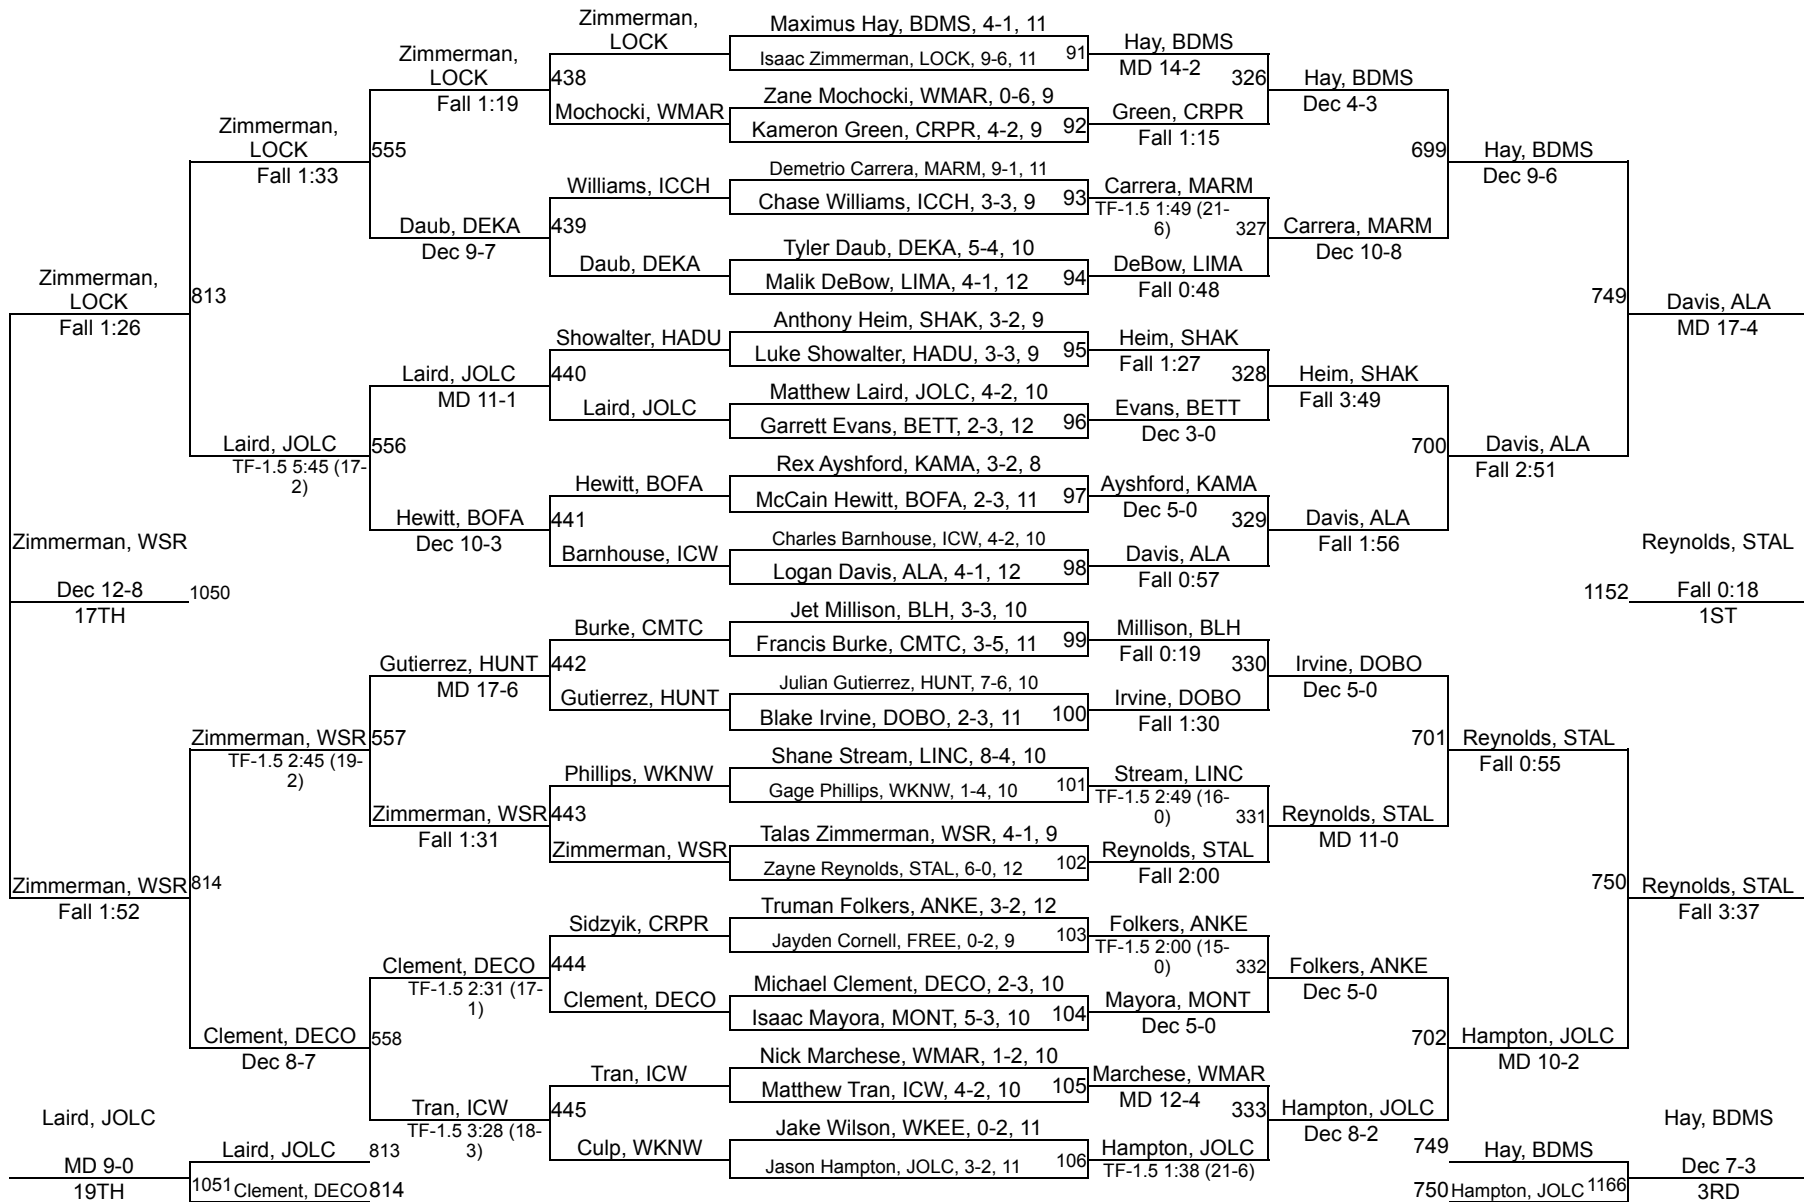 Zimmerman,
LOCK
Fall 1:26
Zimmerman, WSR
Dec 12-8
17TH
1050
Zimmerman, WSR
Fall 1:52
Laird, JOLC
MD 9-0
19TH
Zimmerman,
LOCK
Fall 1:33
813
Laird, JOLC
TF-1.5 5:45 (17-
2)
Zimmerman, WSR
TF-1.5 2:45 (19-
2)
814
Clement, DECO
Dec 8-7
Laird, JOLC
813
1051
Clement, DECO
814
Zimmerman,
LOCK
Fall 1:19
555
Daub, DEKA
Dec 9-7
Laird, JOLC
MD 11-1
556
Hewitt, BOFA
Dec 10-3
Gutierrez, HUNT
MD 17-6
557
Zimmerman, WSR
Fall 1:31
Clement, DECO
TF-1.5 2:31 (17-
1)
558
Tran, ICW
TF-1.5 3:28 (18-
3)
Zimmerman,
LOCK
438
Mochocki, WMAR
Williams, ICCH
439
Daub, DEKA
Showalter, HADU
440
Laird, JOLC
Hewitt, BOFA
441
Barnhouse, ICW
Burke, CMTC
442
Gutierrez, HUNT
Phillips, WKNW
443
Zimmerman, WSR
Sidzyik, CRPR
444
Clement, DECO
Tran, ICW
445
Culp, WKNW
Maximus Hay, BDMS, 4-1, 11
Isaac Zimmerman, LOCK, 9-6, 11
91
Zane Mochocki, WMAR, 0-6, 9
Kameron Green, CRPR, 4-2, 9
92
Demetrio Carrera, MARM, 9-1, 11
Chase Williams, ICCH, 3-3, 9
93
Tyler Daub, DEKA, 5-4, 10
Malik DeBow, LIMA, 4-1, 12
94
Anthony Heim, SHAK, 3-2, 9
Luke Showalter, HADU, 3-3, 9
95
Matthew Laird, JOLC, 4-2, 10
Garrett Evans, BETT, 2-3, 12
96
Rex Ayshford, KAMA, 3-2, 8
McCain Hewitt, BOFA, 2-3, 11
97
Charles Barnhouse, ICW, 4-2, 10
Logan Davis, ALA, 4-1, 12
98
Jet Millison, BLH, 3-3, 10
Francis Burke, CMTC, 3-5, 11
99
Julian Gutierrez, HUNT, 7-6, 10
Blake Irvine, DOBO, 2-3, 11
100
Shane Stream, LINC, 8-4, 10
Gage Phillips, WKNW, 1-4, 10
101
Talas Zimmerman, WSR, 4-1, 9
Zayne Reynolds, STAL, 6-0, 12
102
Truman Folkers, ANKE, 3-2, 12
Jayden Cornell, FREE, 0-2, 9
103
Michael Clement, DECO, 2-3, 10
Isaac Mayora, MONT, 5-3, 10
104
Nick Marchese, WMAR, 1-2, 10
Matthew Tran, ICW, 4-2, 10
105
Jake Wilson, WKEE, 0-2, 11
Jason Hampton, JOLC, 3-2, 11
106
Hay, BDMS
MD 14-2
326
Green, CRPR
Fall 1:15
Carrera, MARM
TF-1.5 1:49 (21-
6)
327
DeBow, LIMA
Fall 0:48
Heim, SHAK
Fall 1:27
328
Evans, BETT
Dec 3-0
Ayshford, KAMA
Dec 5-0
329
Davis, ALA
Fall 0:57
Millison, BLH
Fall 0:19
330
Irvine, DOBO
Fall 1:30
Stream, LINC
TF-1.5 2:49 (16-
0)
331
Reynolds, STAL
Fall 2:00
Folkers, ANKE
TF-1.5 2:00 (15-
0)
332
Mayora, MONT
Dec 5-0
Marchese, WMAR
MD 12-4
333
Hampton, JOLC
TF-1.5 1:38 (21-6)
Hay, BDMS
Dec 4-3
699
Carrera, MARM
Dec 10-8
Heim, SHAK
Fall 3:49
700
Davis, ALA
Fall 1:56
Irvine, DOBO
Dec 5-0
701
Reynolds, STAL
MD 11-0
Folkers, ANKE
Dec 5-0
702
Hampton, JOLC
Dec 8-2
Hay, BDMS
Dec 9-6
749
Davis, ALA
Fall 2:51
Reynolds, STAL
Fall 0:55
750
Hampton, JOLC
MD 10-2
749
Hay, BDMS
750
Hampton, JOLC
1166
Davis, ALA
MD 17-4
Reynolds, STAL
1152
Fall 0:18
1ST
Reynolds, STAL
Fall 3:37
Hay, BDMS
Dec 7-3
3RD